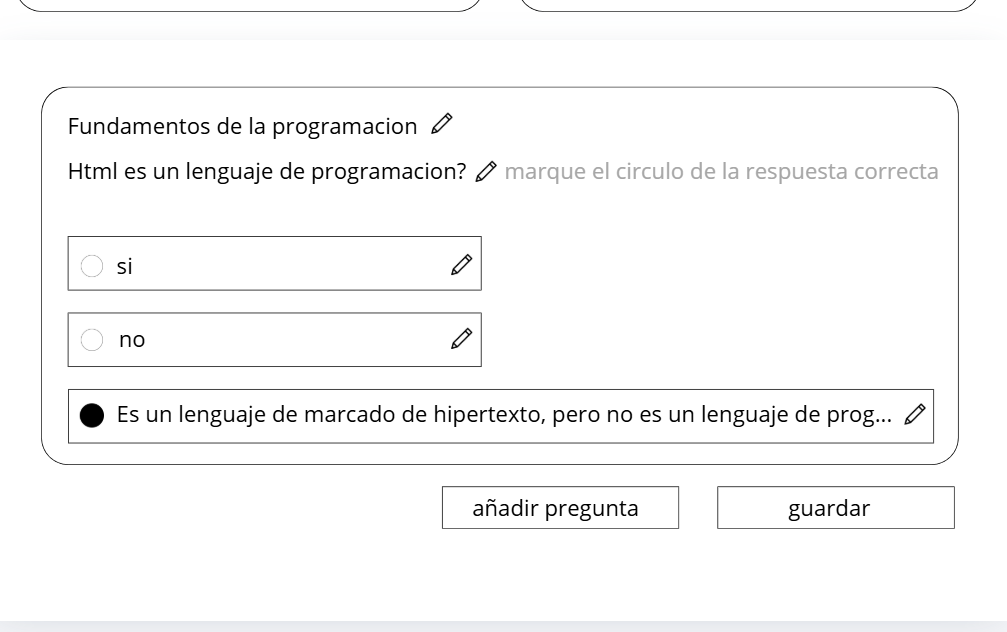 Fundamentos de la programacion
Html es un lenguaje de programacion? marque el circulo de la respuesta correcta
si
no
Es un lenguaje de marcado de hipertexto, pero no es un lenguaje de prog...
añadir pregunta guardar